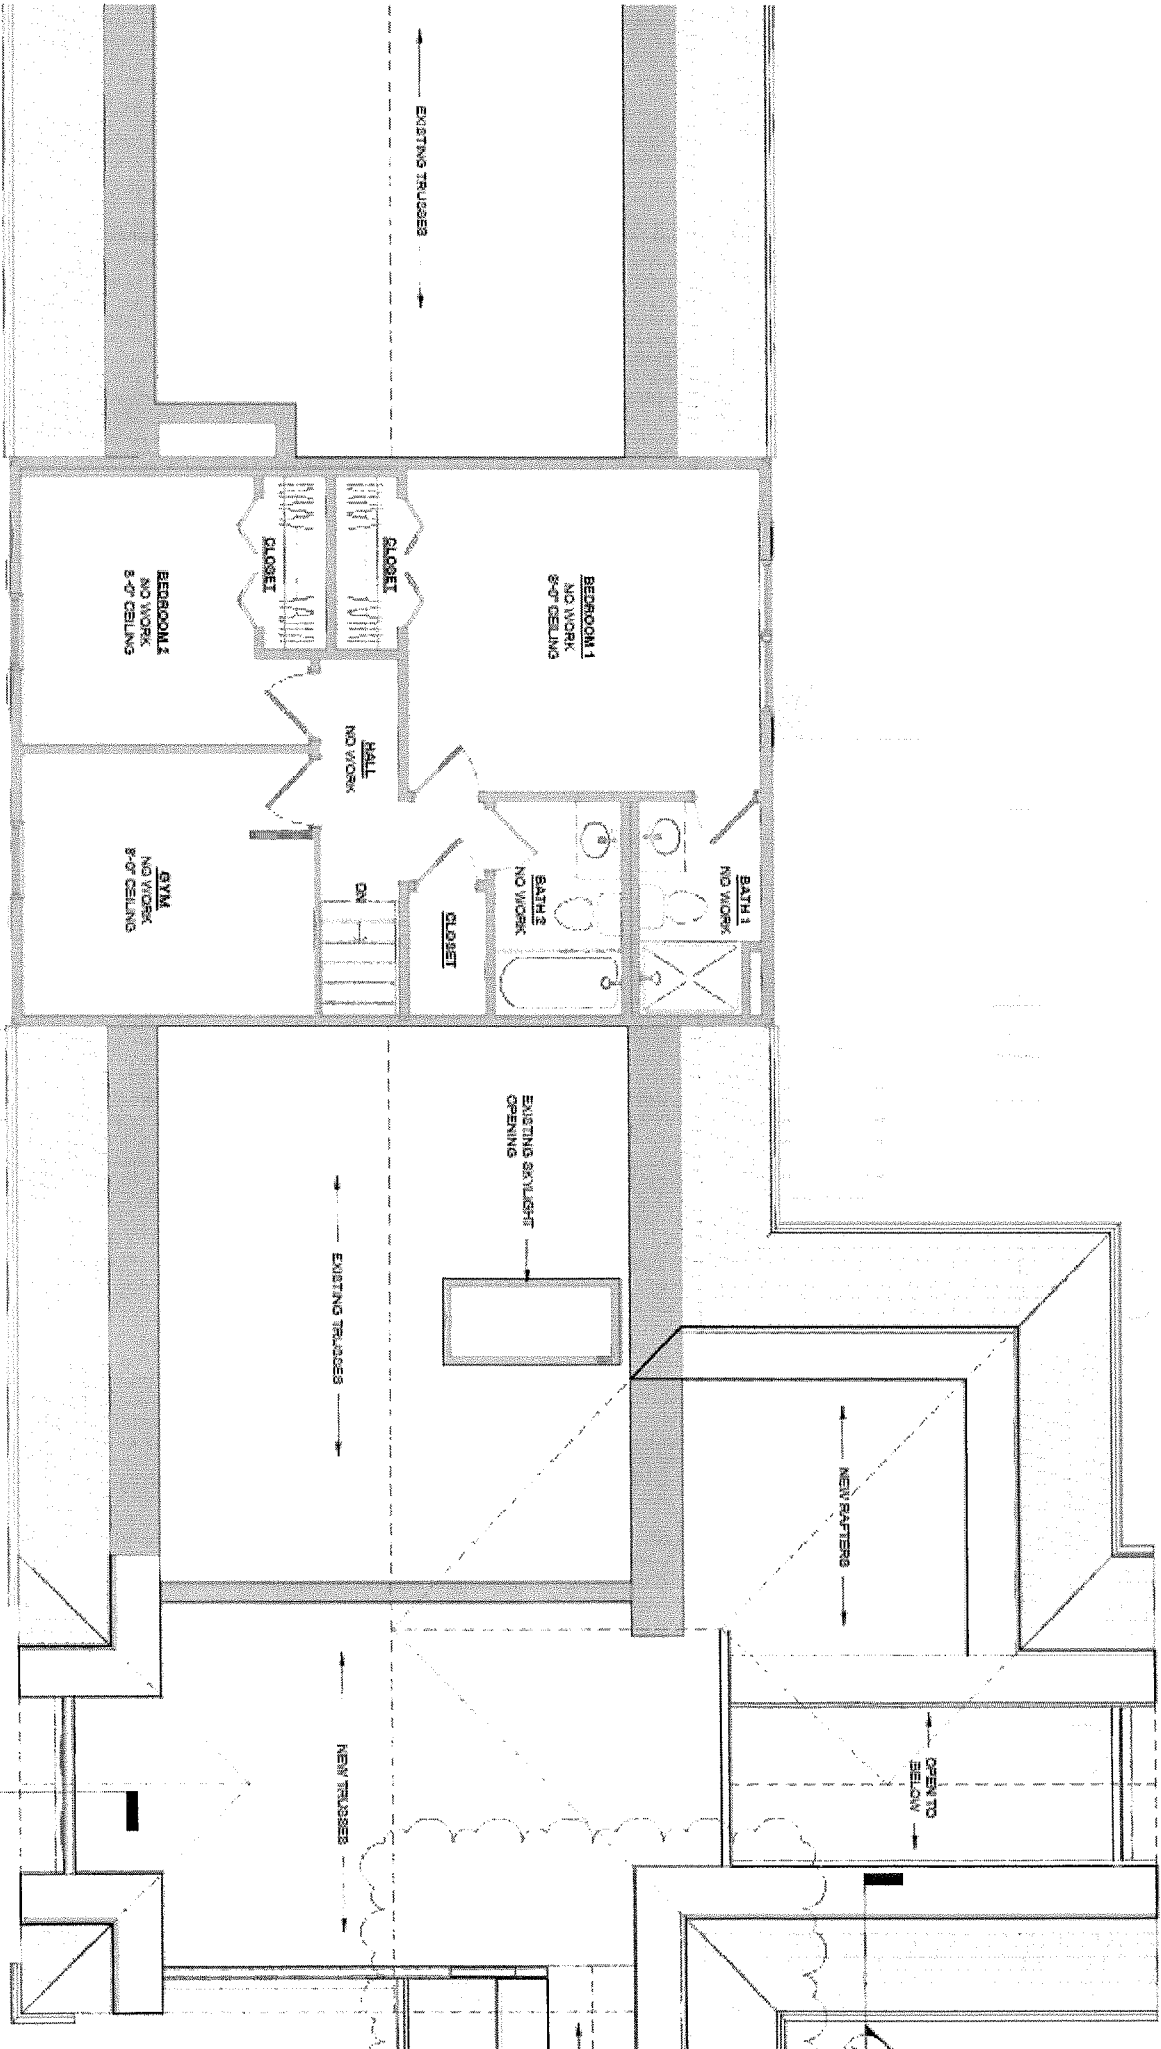 EXISTING TRUSSES
BEDROOM 1
NO WORK
8'-0" CEILING
CLOSET
CLOSET
BEDROOM 2
NO WORK
8'-0" CEILING
HALL
NO WORK
BATH 1
NO WORK
BATH 2
NO WORK
CLOSET
DN
GYM
NO WORK
8'-0" CEILING
EXISTING SKYLIGHT
OPENING
EXISTING TRUSSES
NEW RAFTERS
OPEN TO
BELOW
NEW TRUSSES